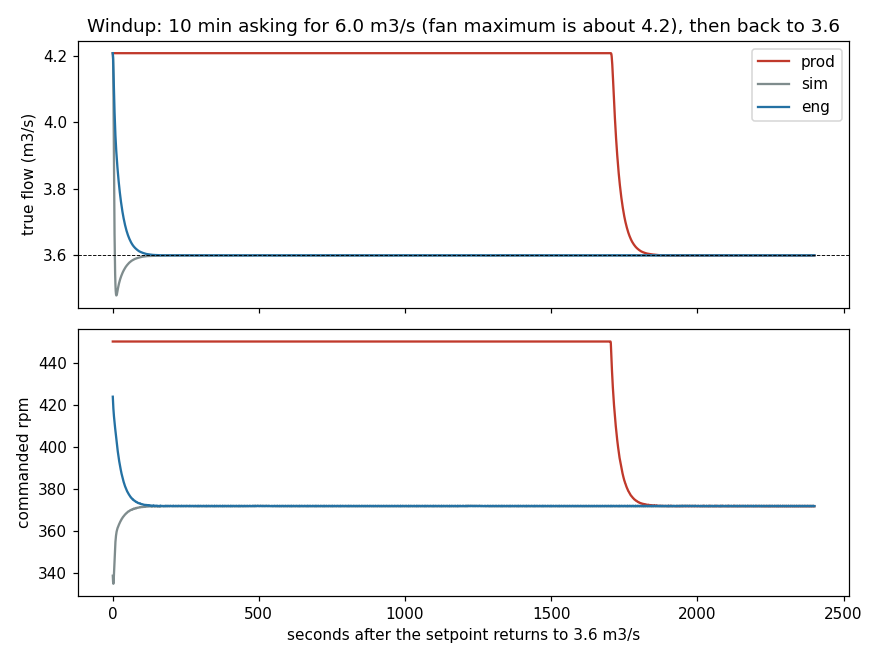 Windup: 10 min asking for 6.0 m3/s (fan maximum is about 4.2), then back to 3.6
4.2
4.0
3.8
3.6
true flow (m3/s)
prod
sim
eng
440
420
400
380
360
340
commanded rpm
0
500
1000
1500
2000
2500
seconds after the setpoint returns to 3.6 m3/s